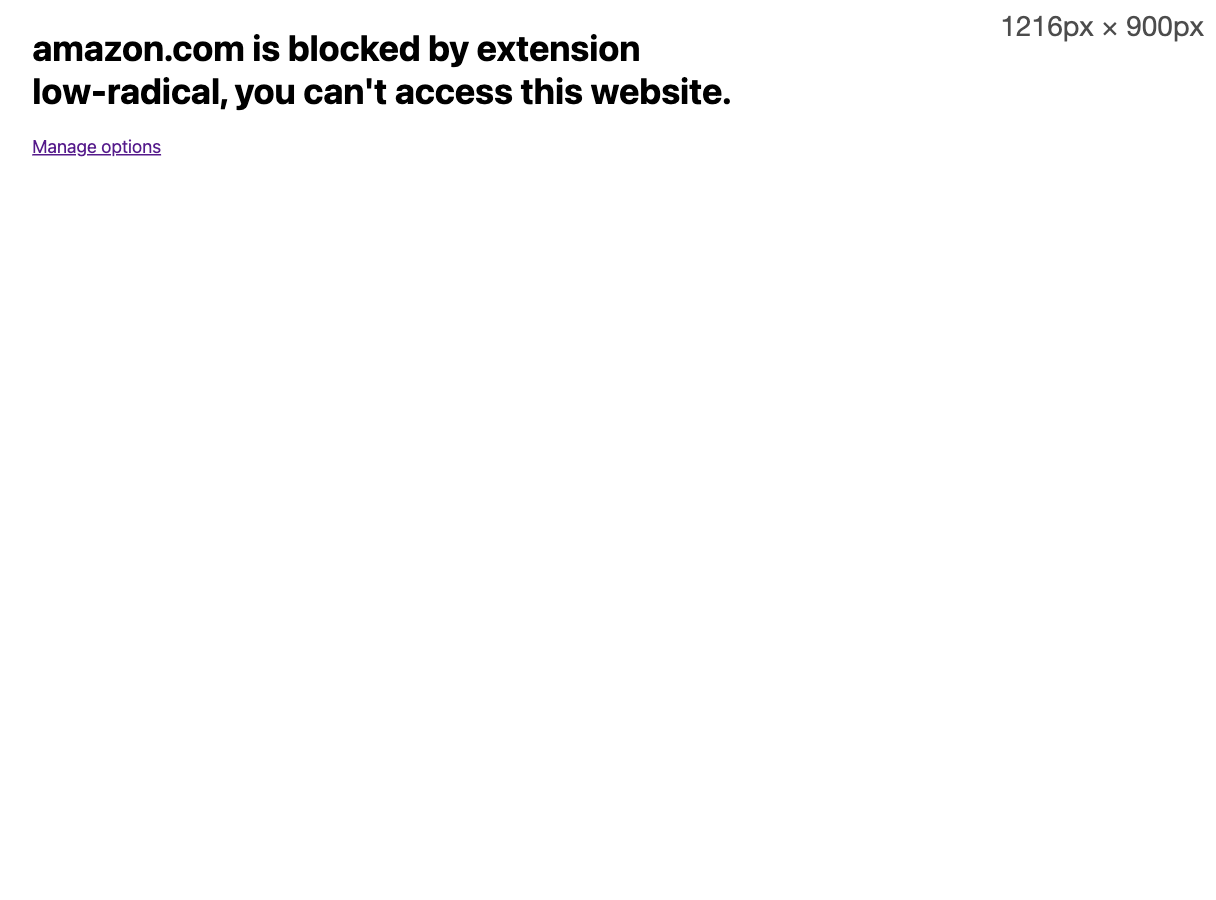 amazon.com is blocked by extension
low-radical, you can't access this website.
Manage options
1216px × 900px